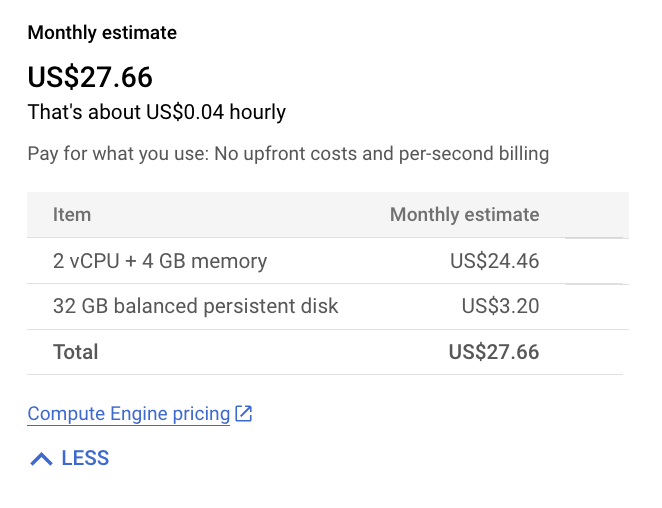 Monthly estimate
US$27.66
That's about US$0.04 hourly
Pay for what you use: No upfront costs and per-second billing
Item Monthly estimate
2 vCPU + 4 GB memory US$24.46
32 GB balanced persistent disk US$3.20
Total US$27.66
Compute Engine pricing
LESS